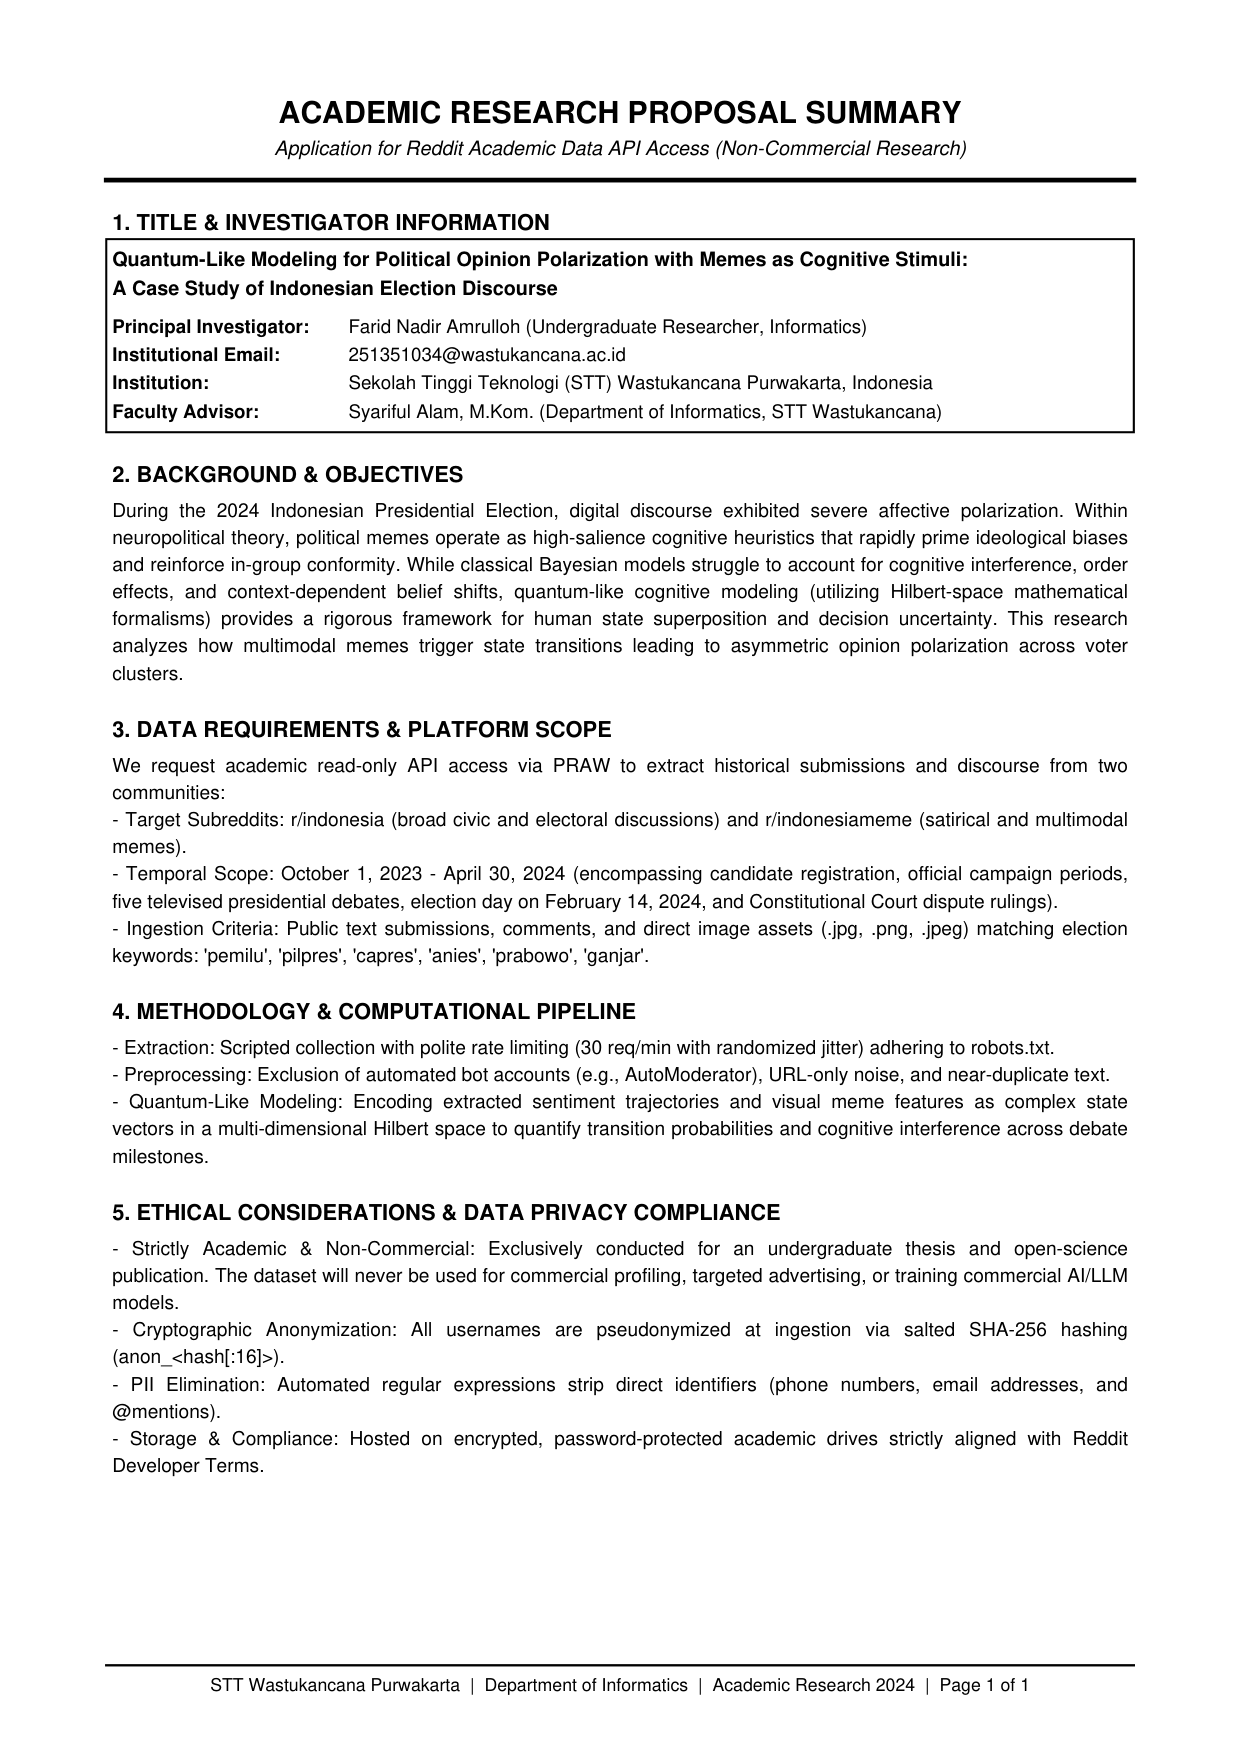 ACADEMIC RESEARCH PROPOSAL SUMMARY
Application for Reddit Academic Data API Access (Non-Commercial Research)
1. TITLE & INVESTIGATOR INFORMATION
Quantum-Like Modeling for Political Opinion Polarization with Memes as Cognitive Stimuli:
A Case Study of Indonesian Election Discourse
Principal Investigator: Farid Nadir Amrulloh (Undergraduate Researcher, Informatics)
Institutional Email: 251351034@wastukancana.ac.id
Institution: Sekolah Tinggi Teknologi (STT) Wastukancana Purwakarta, Indonesia
Faculty Advisor: Syariful Alam, M.Kom. (Department of Informatics, STT Wastukancana)
2. BACKGROUND & OBJECTIVES
During the 2024 Indonesian Presidential Election, digital discourse exhibited severe affective polarization. Within
neuropolitical theory, political memes operate as high-salience cognitive heuristics that rapidly prime ideological biases
and reinforce in-group conformity. While classical Bayesian models struggle to account for cognitive interference, order
effects, and context-dependent belief shifts, quantum-like cognitive modeling (utilizing Hilbert-space mathematical
formalisms) provides a rigorous framework for human state superposition and decision uncertainty. This research
analyzes how multimodal memes trigger state transitions leading to asymmetric opinion polarization across voter
clusters.
3. DATA REQUIREMENTS & PLATFORM SCOPE
We request academic read-only API access via PRAW to extract historical submissions and discourse from two
communities:
- Target Subreddits: r/indonesia (broad civic and electoral discussions) and r/indonesiameme (satirical and multimodal
memes).
- Temporal Scope: October 1, 2023 - April 30, 2024 (encompassing candidate registration, official campaign periods,
five televised presidential debates, election day on February 14, 2024, and Constitutional Court dispute rulings).
- Ingestion Criteria: Public text submissions, comments, and direct image assets (.jpg, .png, .jpeg) matching election
keywords: 'pemilu', 'pilpres', 'capres', 'anies', 'prabowo', 'ganjar'.
4. METHODOLOGY & COMPUTATIONAL PIPELINE
- Extraction: Scripted collection with polite rate limiting (30 req/min with randomized jitter) adhering to robots.txt.
- Preprocessing: Exclusion of automated bot accounts (e.g., AutoModerator), URL-only noise, and near-duplicate text.
- Quantum-Like Modeling: Encoding extracted sentiment trajectories and visual meme features as complex state
vectors in a multi-dimensional Hilbert space to quantify transition probabilities and cognitive interference across debate
milestones.
5. ETHICAL CONSIDERATIONS & DATA PRIVACY COMPLIANCE
- Strictly Academic & Non-Commercial: Exclusively conducted for an undergraduate thesis and open-science
publication. The dataset will never be used for commercial profiling, targeted advertising, or training commercial AI/LLM
models.
- Cryptographic Anonymization: All usernames are pseudonymized at ingestion via salted SHA-256 hashing
(anon_<hash[:16]>).
- PII Elimination: Automated regular expressions strip direct identifiers (phone numbers, email addresses, and
@mentions).
- Storage & Compliance: Hosted on encrypted, password-protected academic drives strictly aligned with Reddit
Developer Terms.
STT Wastukancana Purwakarta | Department of Informatics | Academic Research 2024 | Page 1 of 1